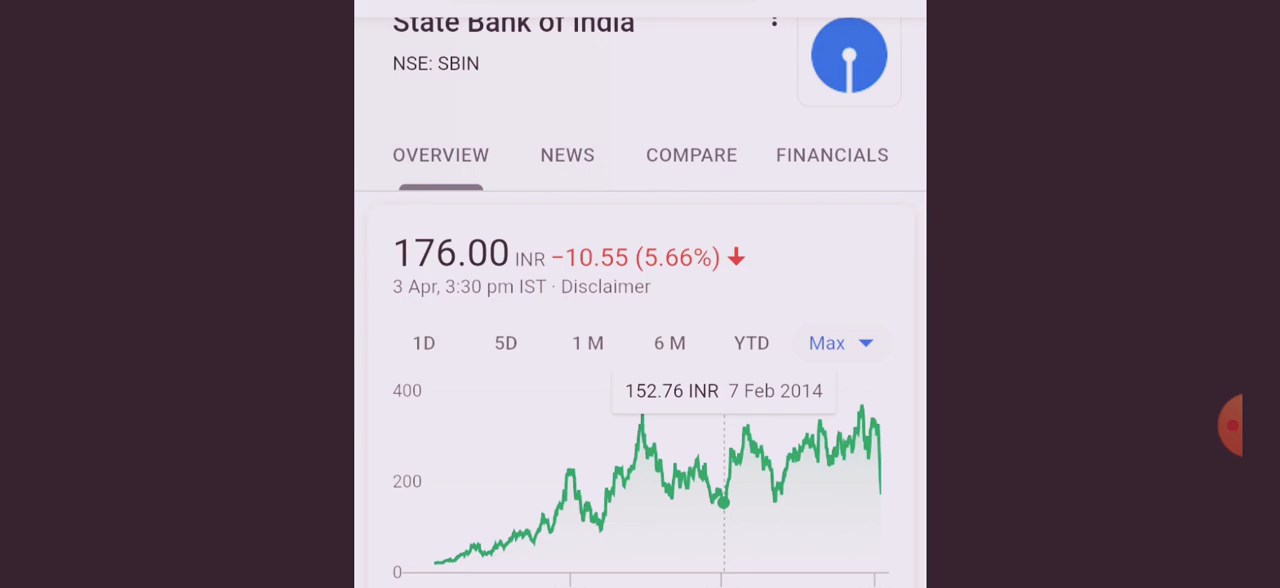 State Bank of India
NSE: SBIN
OVERVIEW NEWS COMPARE FINANCIALS
176.00 INR −10.55 (5.66%)
3 Apr, 3:30 pm IST · Disclaimer
1D 5D 1 M 6 M YTD Max
400
152.76 INR 7 Feb 2014
200
0